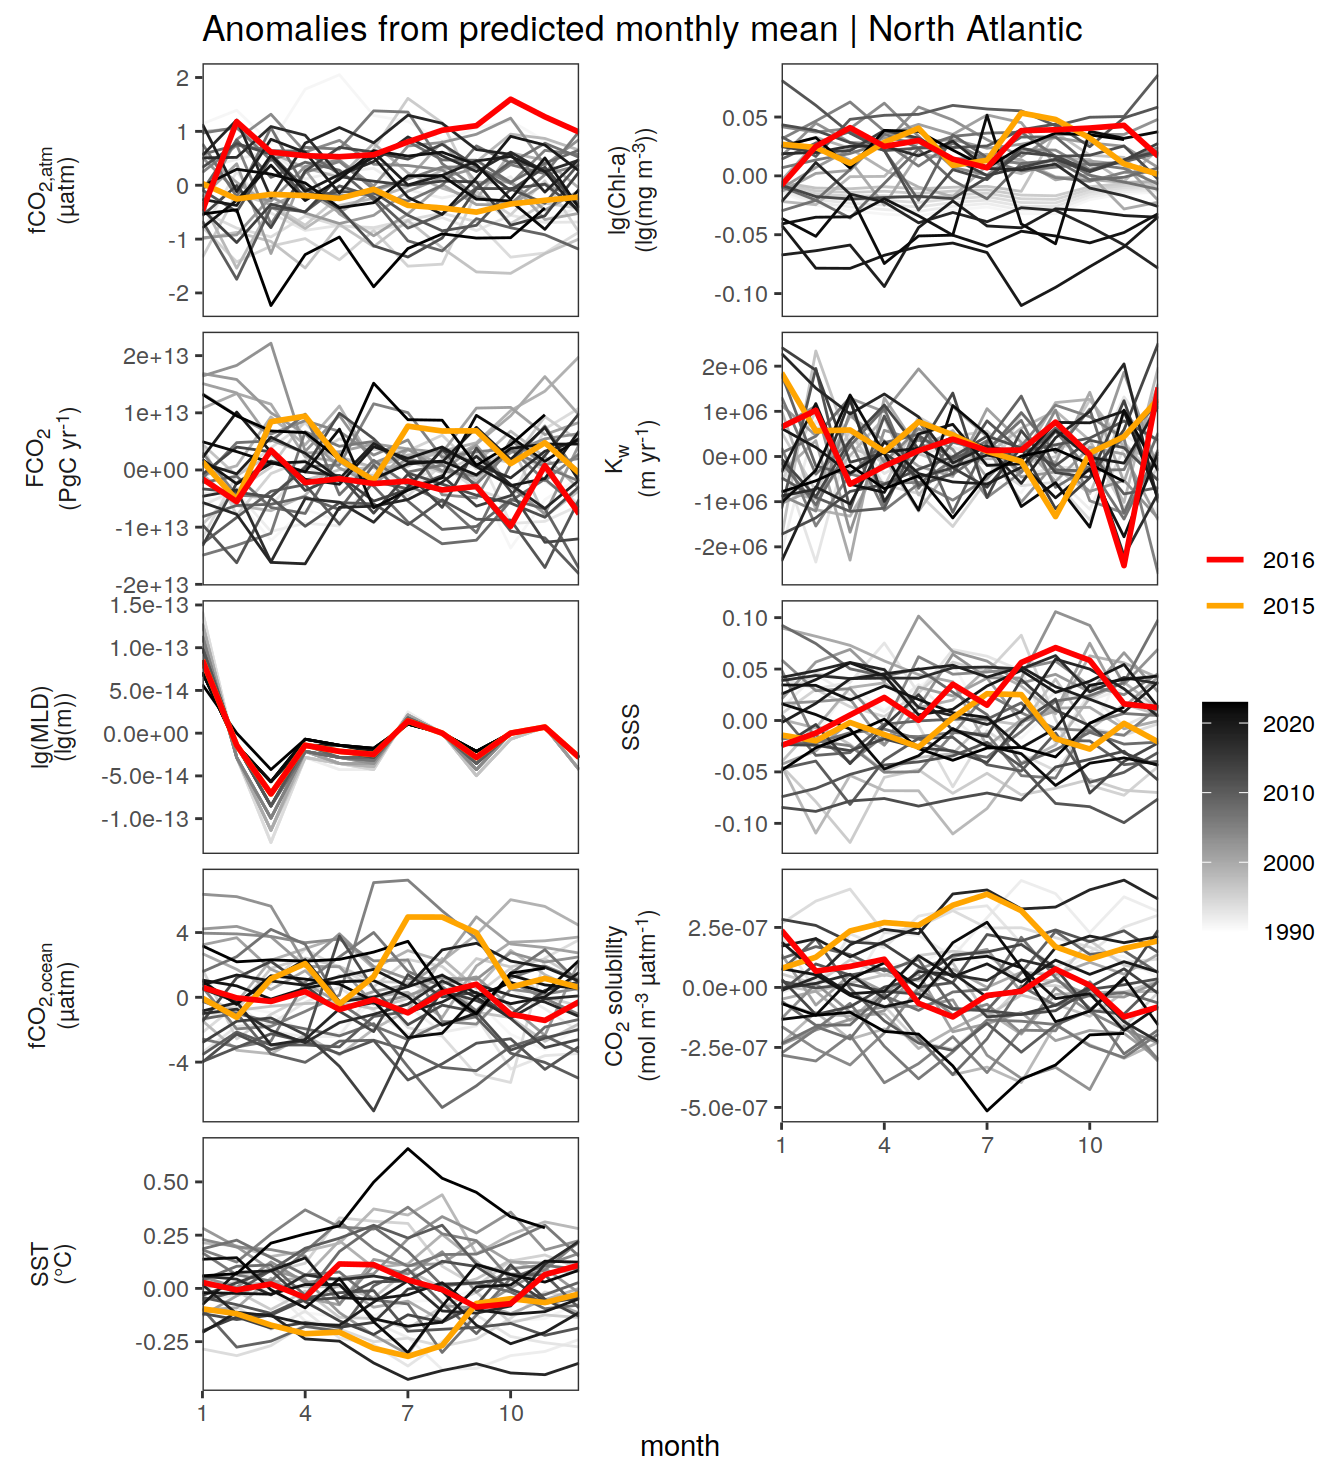 Anomalies from predicted monthly mean | North Atlantic
fCO2,atm
(µatm)
2
1
0
-1
-2
lg(Chl-a)
(lg(mg m-3))
0.05
0.00
-0.05
-0.10
FCO2
(PgC yr-1)
2e+13
1e+13
0e+00
-1e+13
-2e+13
Kw
(m yr-1)
2e+06
1e+06
0e+00
-1e+06
-2e+06
lg(MLD)
(lg(m))
1.5e-13
1.0e-13
5.0e-14
0.0e+00
-5.0e-14
-1.0e-13
SSS
0.10
0.05
0.00
-0.05
-0.10
fCO2,ocean
(µatm)
4
0
-4
CO2 solubility
(mol m-3 µatm-1)
2.5e-07
0.0e+00
-2.5e-07
-5.0e-07
1 4 7 10
SST
(°C)
0.50
0.25
0.00
-0.25
1 4 7 10
month
2016
2015
2020
2010
2000
1990